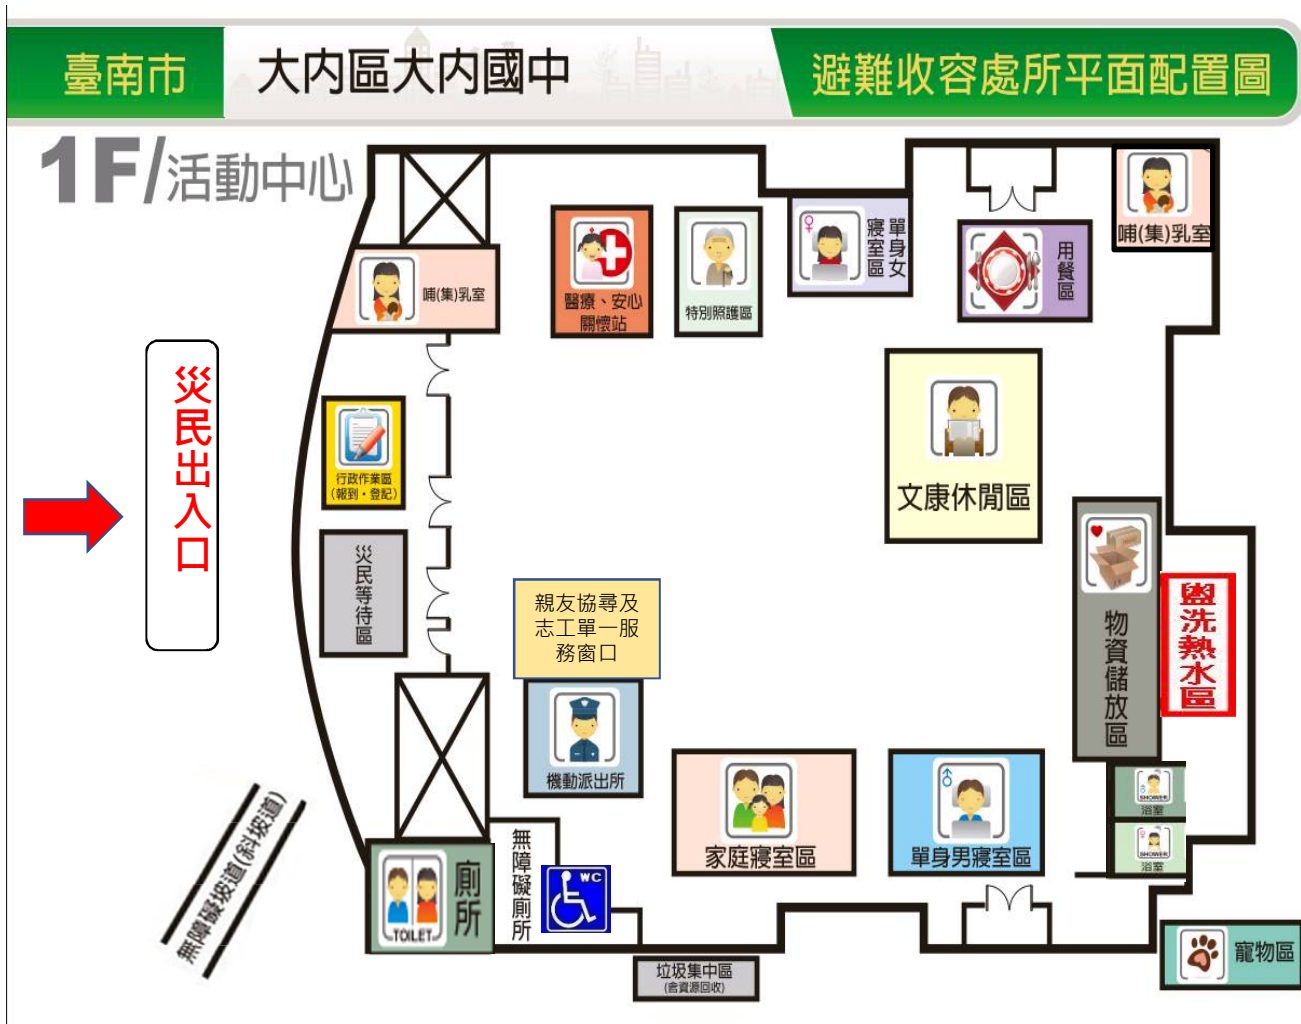 臺南市
大內區大內國中
避難收容處所平面配置圖
1F/活動中心
哺(集)乳室
醫療、安心
關懷站
特別照護區
單身女
寢室區
用餐區
哺(集)乳室
災民出入口
行政作業區
(報到・登記)
文康休閒區
災民等待區
親友協尋及
志工單一服
務窗口
物資儲放區
盥洗熱水區
機動派出所
家庭寢室區
單身男寢室區
SHOWER
浴室
SHOWER
浴室
無障礙坡道(斜坡道)
TOILET
廁所
無障礙廁所
WC
垃圾集中區
(含資源回收)
寵物區